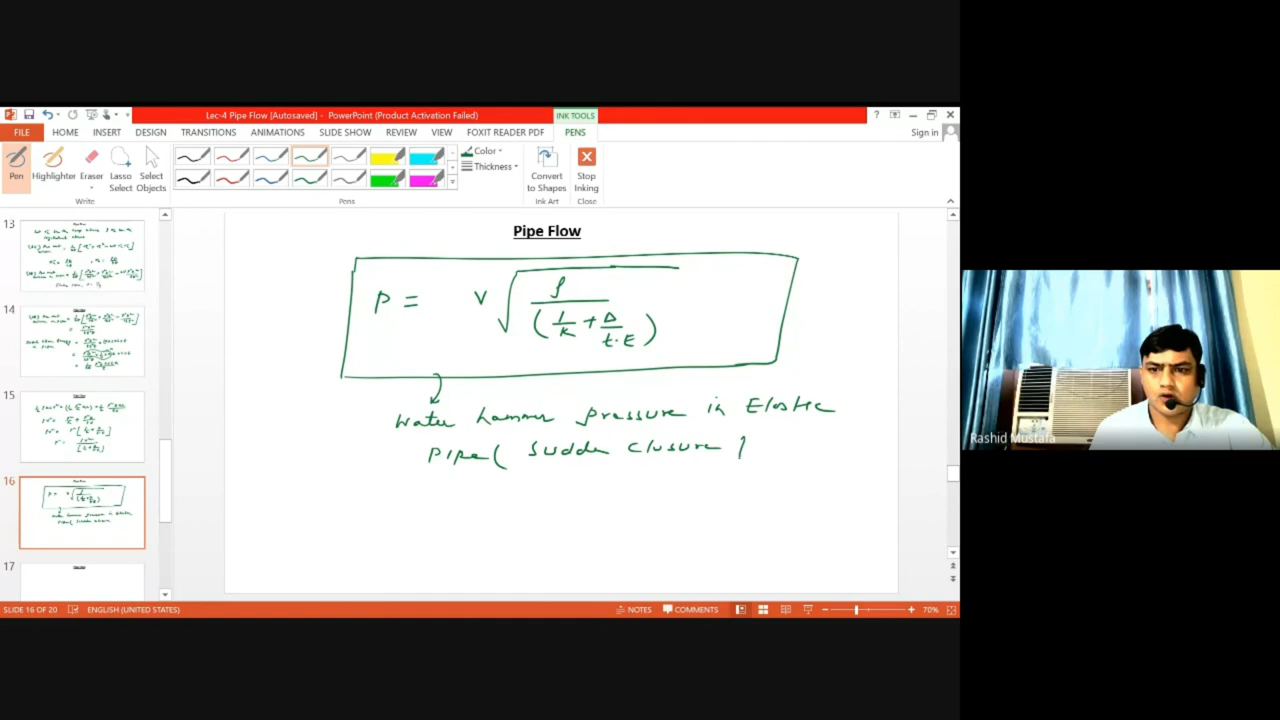 Lec-4 Pipe Flow [Autosaved] - PowerPoint (Product Activation Failed)
INK TOOLS
FILE HOME INSERT DESIGN TRANSITIONS ANIMATIONS SLIDE SHOW REVIEW VIEW FOXIT READER PDF PENS
Sign in
Pen Highlighter Eraser Lasso Select Select Objects
Color
Thickness
Convert to Shapes
Stop Inking
Write Pens Ink Art Close
13
14
15
16
17
Pipe Flow
P = V √ ρ / ( 1/K + D/t.E )
water hammer pressure in Elastic
pipe ( sudden closure )
Rashid Mustafa
SLIDE 16 OF 20 ENGLISH (UNITED STATES) NOTES COMMENTS 70%